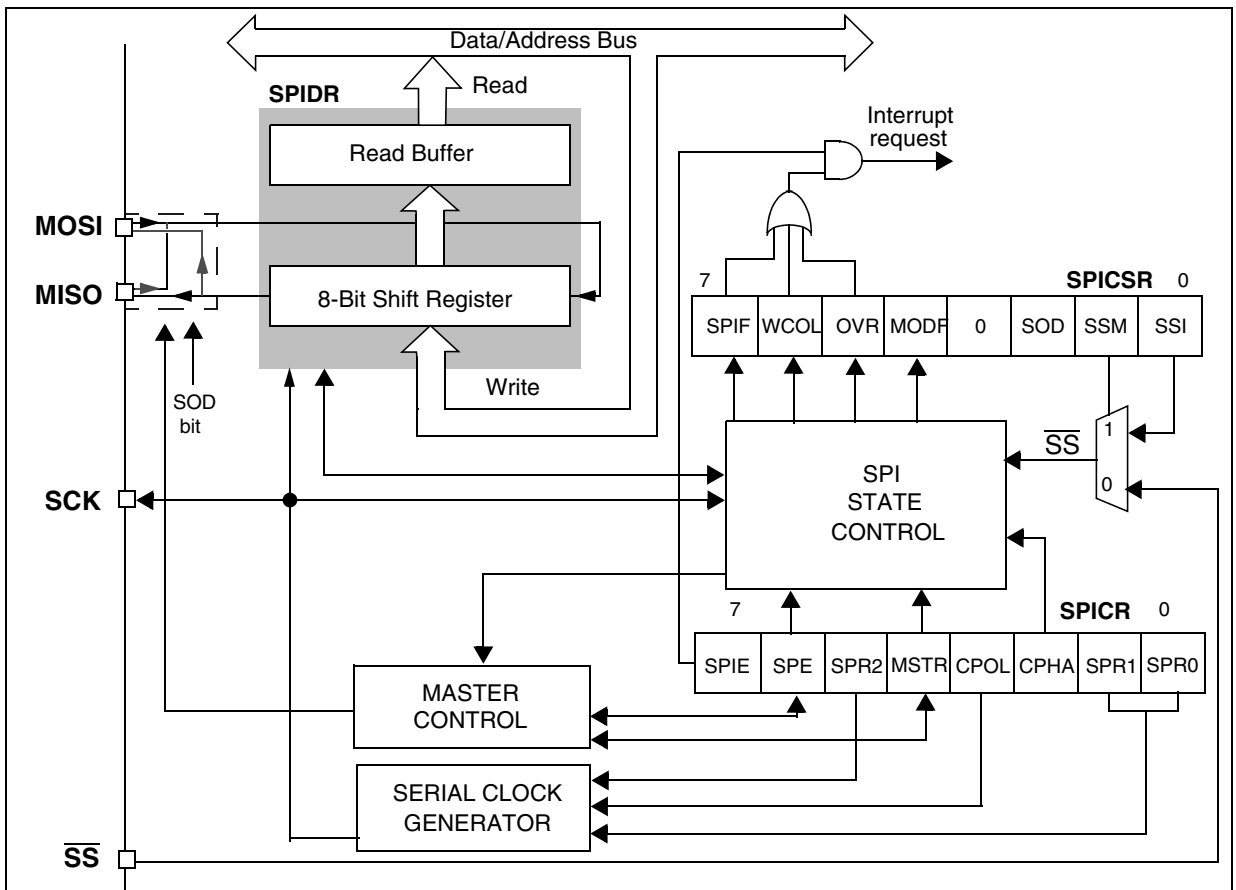 Data/Address Bus
SPIDR
Read
Read Buffer
Interrupt
request
MOSI
MISO
8-Bit Shift Register
7
SPICSR
0
SPIF
WCOL
OVR
MODF
0
SOD
SSM
SSI
Write
SOD
bit
1
SS
0
SCK
SPI
STATE
CONTROL
7
SPICR
0
SPIE
SPE
SPR2
MSTR
CPOL
CPHA
SPR1
SPR0
MASTER
CONTROL
SERIAL CLOCK
GENERATOR
SS